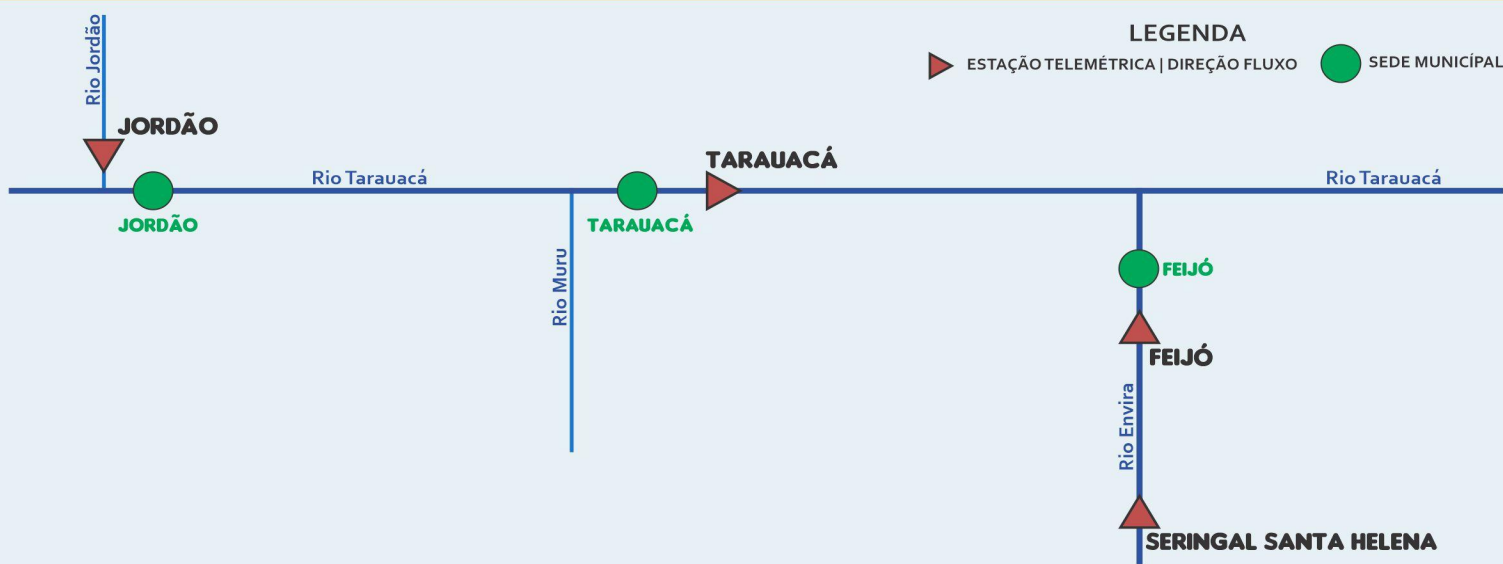 LEGENDA
ESTAÇÃO TELEMÉTRICA | DIREÇÃO FLUXO
SEDE MUNICÍPAL
Rio Jordão
JORDÃO
Rio Tarauacá
TARAUACÁ
Rio Tarauacá
JORDÃO
TARAUACÁ
Rio Muru
FEIJÓ
FEIJÓ
Rio Envira
SERINGAL SANTA HELENA